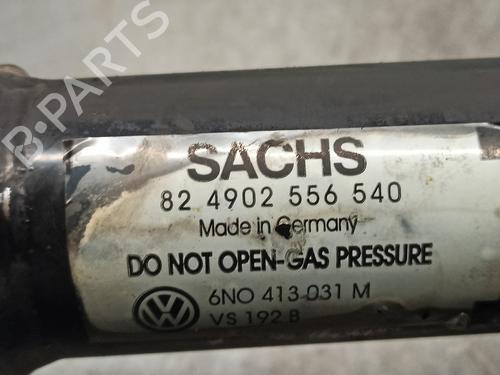 B-PARTS
SACHS
82 4902 556 540
Made in Germany
DO NOT OPEN-GAS PRESSURE
6N0 413 031 M
VS 192 B